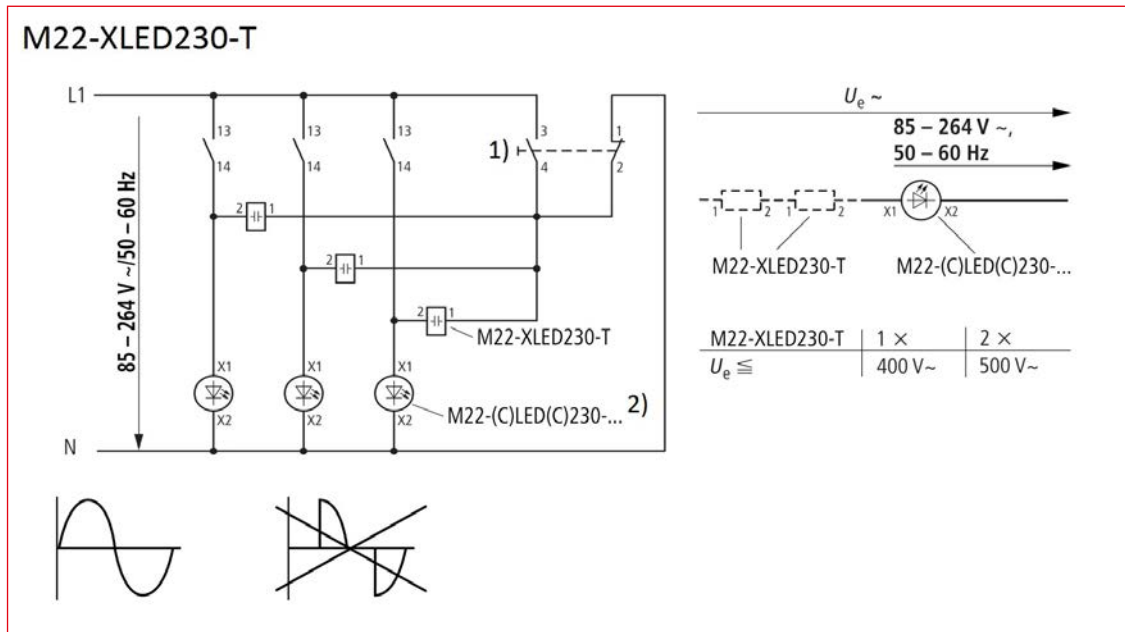 M22-XLED230-T
L1
85 – 264 V ~/50 – 60 Hz
13
14
13
14
13
14
1)
3
4
1
2
2 1
2 1
2 1
M22-XLED230-T
X1
X2
X1
X2
X1
X2
M22-(C)LED(C)230-... 2)
N
Ue ~
85 – 264 V ~,
50 – 60 Hz
1 2 1 2 X1 X2
M22-XLED230-T M22-(C)LED(C)230-...
M22-XLED230-T 1 × 2 ×
Ue ≦ 400 V~ 500 V~